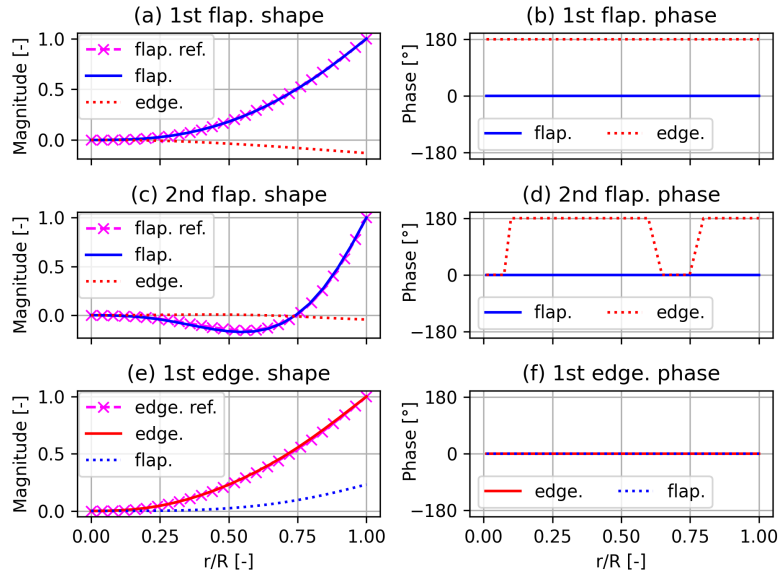 (a) 1st flap. shape
Magnitude [-]
1.0
0.5
0.0
flap. ref.
flap.
edge.
(b) 1st flap. phase
Phase [°]
180
0
−180
flap.
edge.
(c) 2nd flap. shape
Magnitude [-]
1.0
0.5
0.0
flap. ref.
flap.
edge.
(d) 2nd flap. phase
Phase [°]
180
0
−180
flap.
edge.
(e) 1st edge. shape
Magnitude [-]
1.0
0.5
0.0
edge. ref.
edge.
flap.
0.00 0.25 0.50 0.75 1.00
r/R [-]
(f) 1st edge. phase
Phase [°]
180
0
−180
edge.
flap.
0.00 0.25 0.50 0.75 1.00
r/R [-]